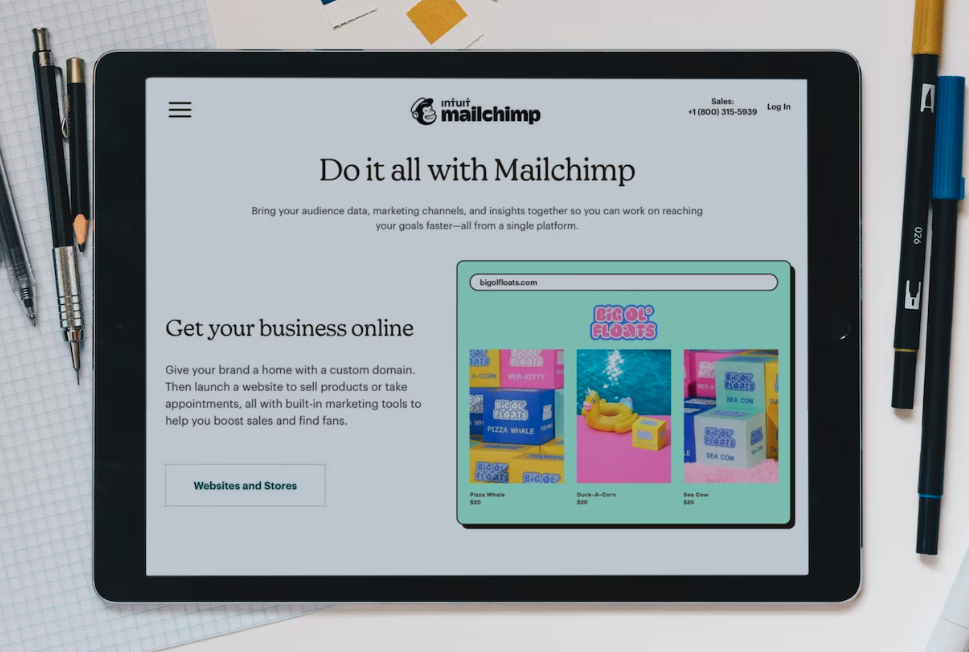 intuit
mailchimp
Sales:
+1 (800) 315-5939
Log In
Do it all with Mailchimp
Bring your audience data, marketing channels, and insights together so you can work on reaching
your goals faster—all from a single platform.
Get your business online
Give your brand a home with a custom domain.
Then launch a website to sell products or take
appointments, all with built-in marketing tools to
help you boost sales and find fans.
Websites and Stores
bigolfloats.com
BIG OL'
FLOATS
A-CORN
MER-KITTY
BIG OL'
FLOATS
PIZZA WHALE
BIG OL'
FLOATS
MER-K
BIG OL'
FLOATS
SEA COW
BIG OL'
FLOATS
SEA COW
Pizza Whale
$20
Duck-A-Corn
$20
Sea Cow
$20
026